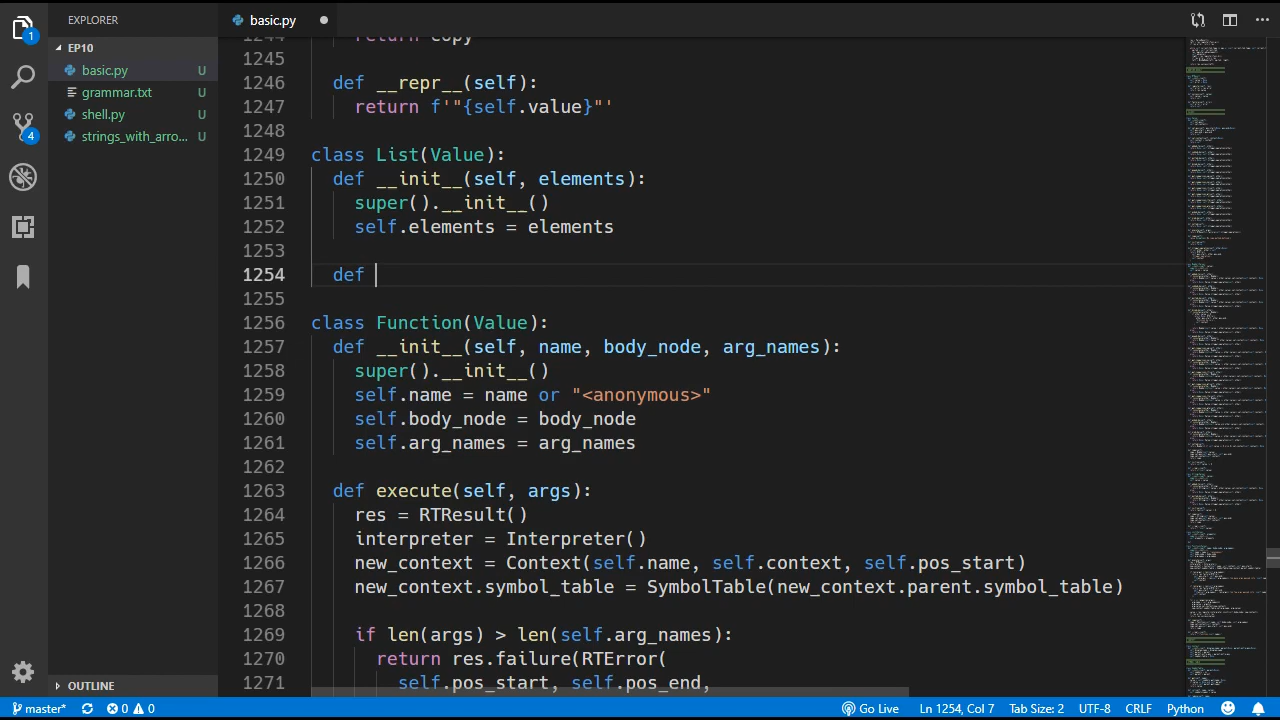 EXPLORER
basic.py
EP10
1
basic.py U
grammar.txt U
shell.py U
4
strings_with_arro... U
1244 return copy
1245
1246 def __repr__(self):
1247 return f'"{self.value}"'
1248
1249 class List(Value):
1250 def __init__(self, elements):
1251 super().__init__()
1252 self.elements = elements
1253
1254 def
1255
1256 class Function(Value):
1257 def __init__(self, name, body_node, arg_names):
1258 super().__init__()
1259 self.name = name or "<anonymous>"
1260 self.body_node = body_node
1261 self.arg_names = arg_names
1262
1263 def execute(self, args):
1264 res = RTResult()
1265 interpreter = Interpreter()
1266 new_context = Context(self.name, self.context, self.pos_start)
1267 new_context.symbol_table = SymbolTable(new_context.parent.symbol_table)
1268
1269 if len(args) > len(self.arg_names):
1270 return res.failure(RTError(
1271 self.pos_start, self.pos_end,
OUTLINE
master* 0 0 Go Live Ln 1254, Col 7 Tab Size: 2 UTF-8 CRLF Python